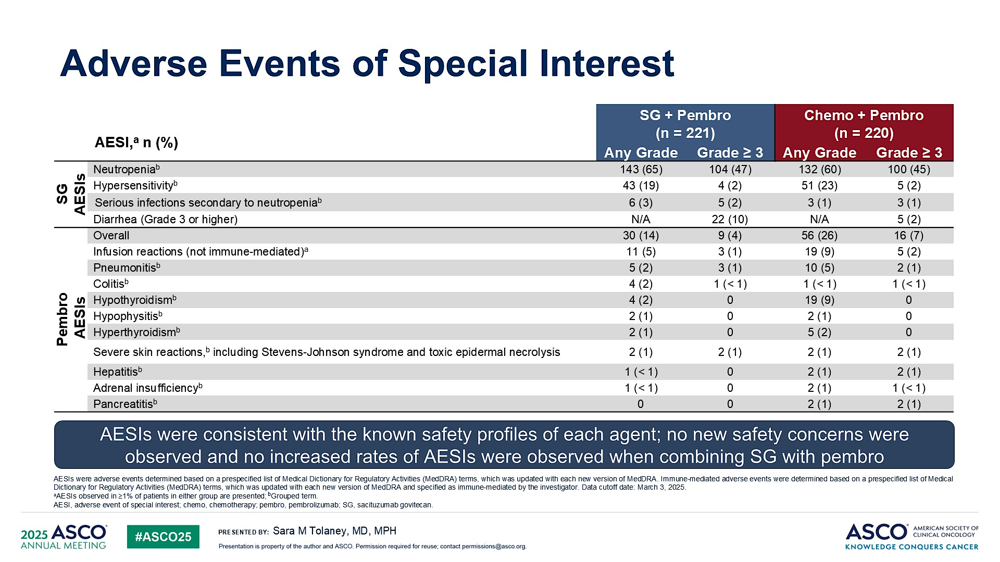 Adverse Events of Special Interest
SG + Pembro
(n = 221)
Chemo + Pembro
(n = 220)
AESI,ᵃ n (%)
Any Grade Grade ≥ 3 Any Grade Grade ≥ 3
SG AESIs
Neutropeniaᵇ 143 (65) 104 (47) 132 (60) 100 (45)
Hypersensitivityᵇ 43 (19) 4 (2) 51 (23) 5 (2)
Serious infections secondary to neutropeniaᵇ 6 (3) 5 (2) 3 (1) 3 (1)
Diarrhea (Grade 3 or higher) N/A 22 (10) N/A 5 (2)
Pembro AESIs
Overall 30 (14) 9 (4) 56 (26) 16 (7)
Infusion reactions (not immune-mediated)ᵃ 11 (5) 3 (1) 19 (9) 5 (2)
Pneumonitisᵇ 5 (2) 3 (1) 10 (5) 2 (1)
Colitisᵇ 4 (2) 1 (< 1) 1 (< 1) 1 (< 1)
Hypothyroidismᵇ 4 (2) 0 19 (9) 0
Hypophysitisᵇ 2 (1) 0 2 (1) 0
Hyperthyroidismᵇ 2 (1) 0 5 (2) 0
Severe skin reactions,ᵇ including Stevens-Johnson syndrome and toxic epidermal necrolysis 2 (1) 2 (1) 2 (1) 2 (1)
Hepatitisᵇ 1 (< 1) 0 2 (1) 2 (1)
Adrenal insufficiencyᵇ 1 (< 1) 0 2 (1) 1 (< 1)
Pancreatitisᵇ 0 0 2 (1) 2 (1)
AESIs were consistent with the known safety profiles of each agent; no new safety concerns were
observed and no increased rates of AESIs were observed when combining SG with pembro
AESIs were adverse events determined based on a prespecified list of Medical Dictionary for Regulatory Activities (MedDRA) terms, which was updated with each new version of MedDRA. Immune-mediated adverse events were determined based on a prespecified list of Medical
Dictionary for Regulatory Activities (MedDRA) terms, which was updated with each new version of MedDRA and specified as immune-mediated by the investigator. Data cutoff date: March 3, 2025.
ᵃAESIs observed in ≥1% of patients in either group are presented; ᵇGrouped term.
AESI, adverse event of special interest; chemo, chemotherapy; pembro, pembrolizumab; SG, sacituzumab govitecan.
2025 ASCO
ANNUAL MEETING
#ASCO25
PRESENTED BY: Sara M Tolaney, MD, MPH
Presentation is property of the author and ASCO. Permission required for reuse; contact permissions@asco.org.
ASCO AMERICAN SOCIETY OF
CLINICAL ONCOLOGY
KNOWLEDGE CONQUERS CANCER